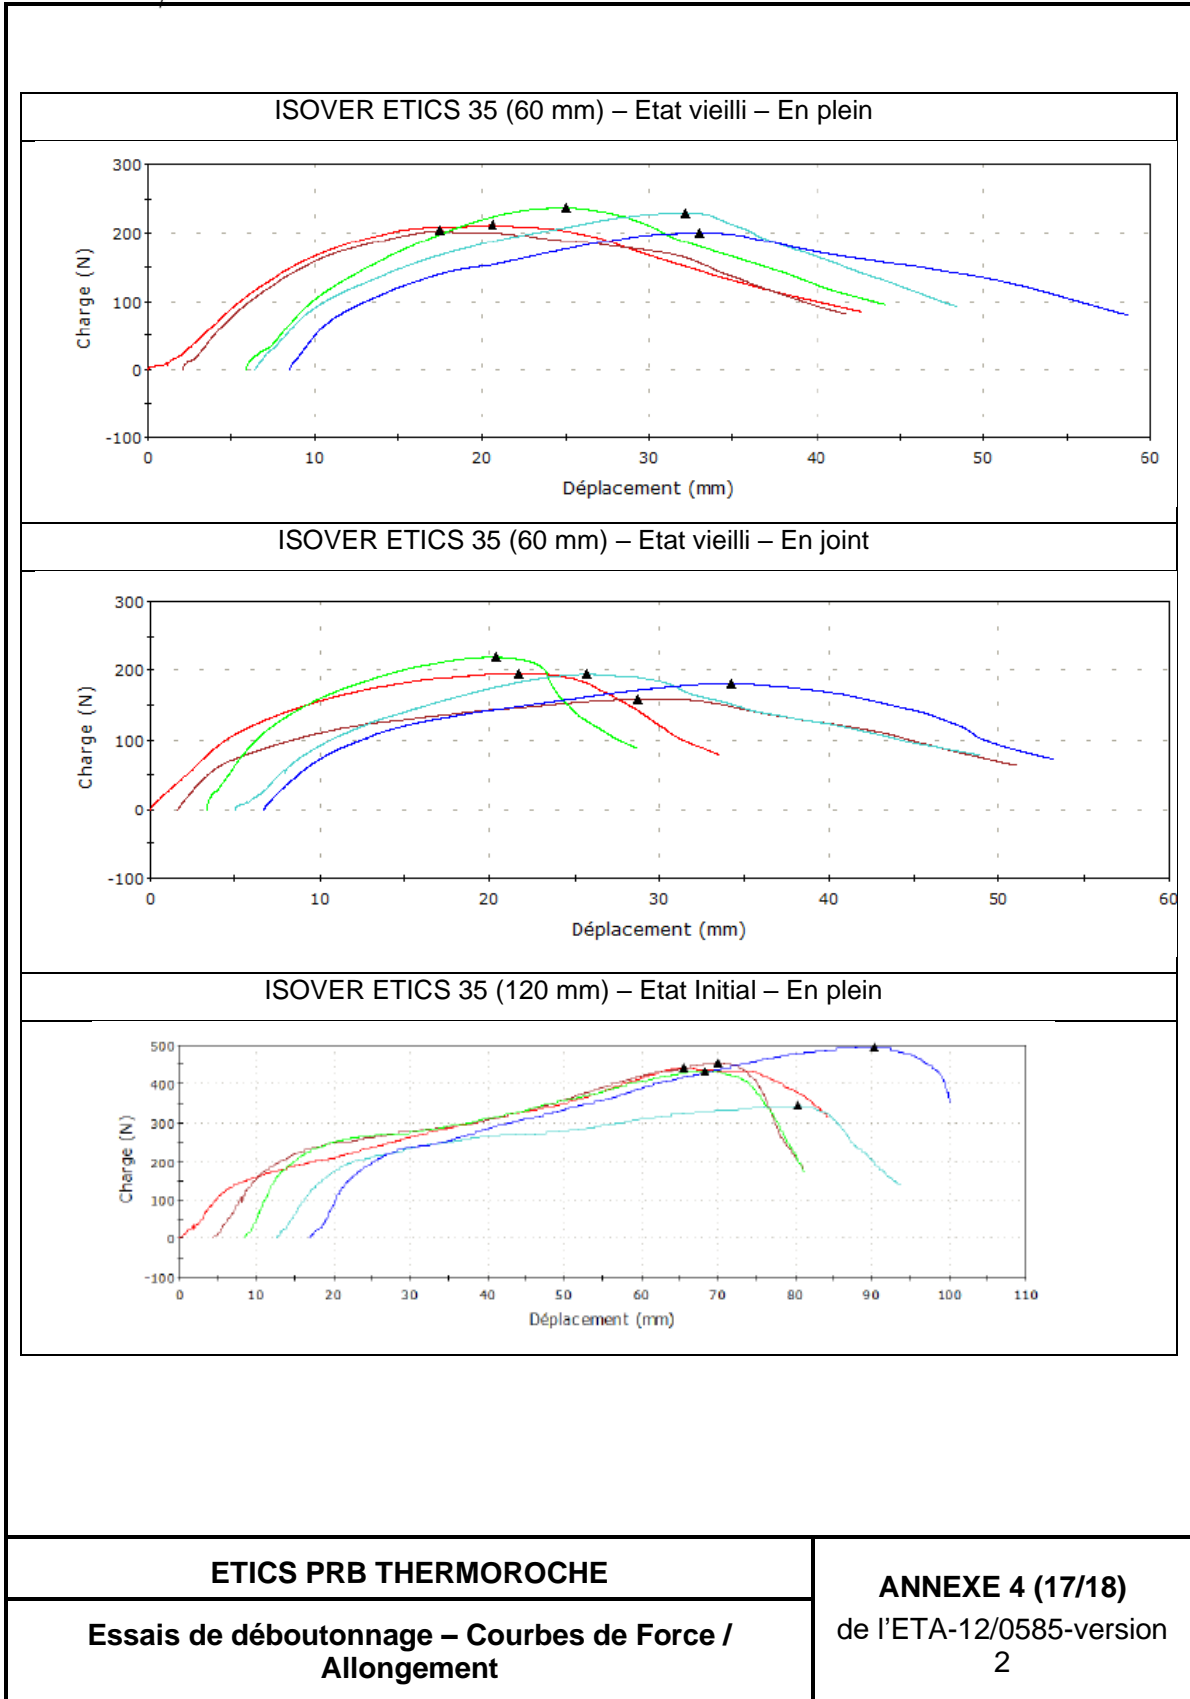 ISOVER ETICS 35 (60 mm) – Etat vieilli – En plein
300
200
100
0
-100
Charge (N)
0 10 20 30 40 50 60
Déplacement (mm)
ISOVER ETICS 35 (60 mm) – Etat vieilli – En joint
300
200
100
0
-100
Charge (N)
0 10 20 30 40 50 60
Déplacement (mm)
ISOVER ETICS 35 (120 mm) – Etat Initial – En plein
500
400
300
200
100
0
-100
Charge (N)
0 10 20 30 40 50 60 70 80 90 100 110
Déplacement (mm)
ETICS PRB THERMOROCHE
Essais de déboutonnage – Courbes de Force /
Allongement
ANNEXE 4 (17/18)
de l'ETA-12/0585-version
2